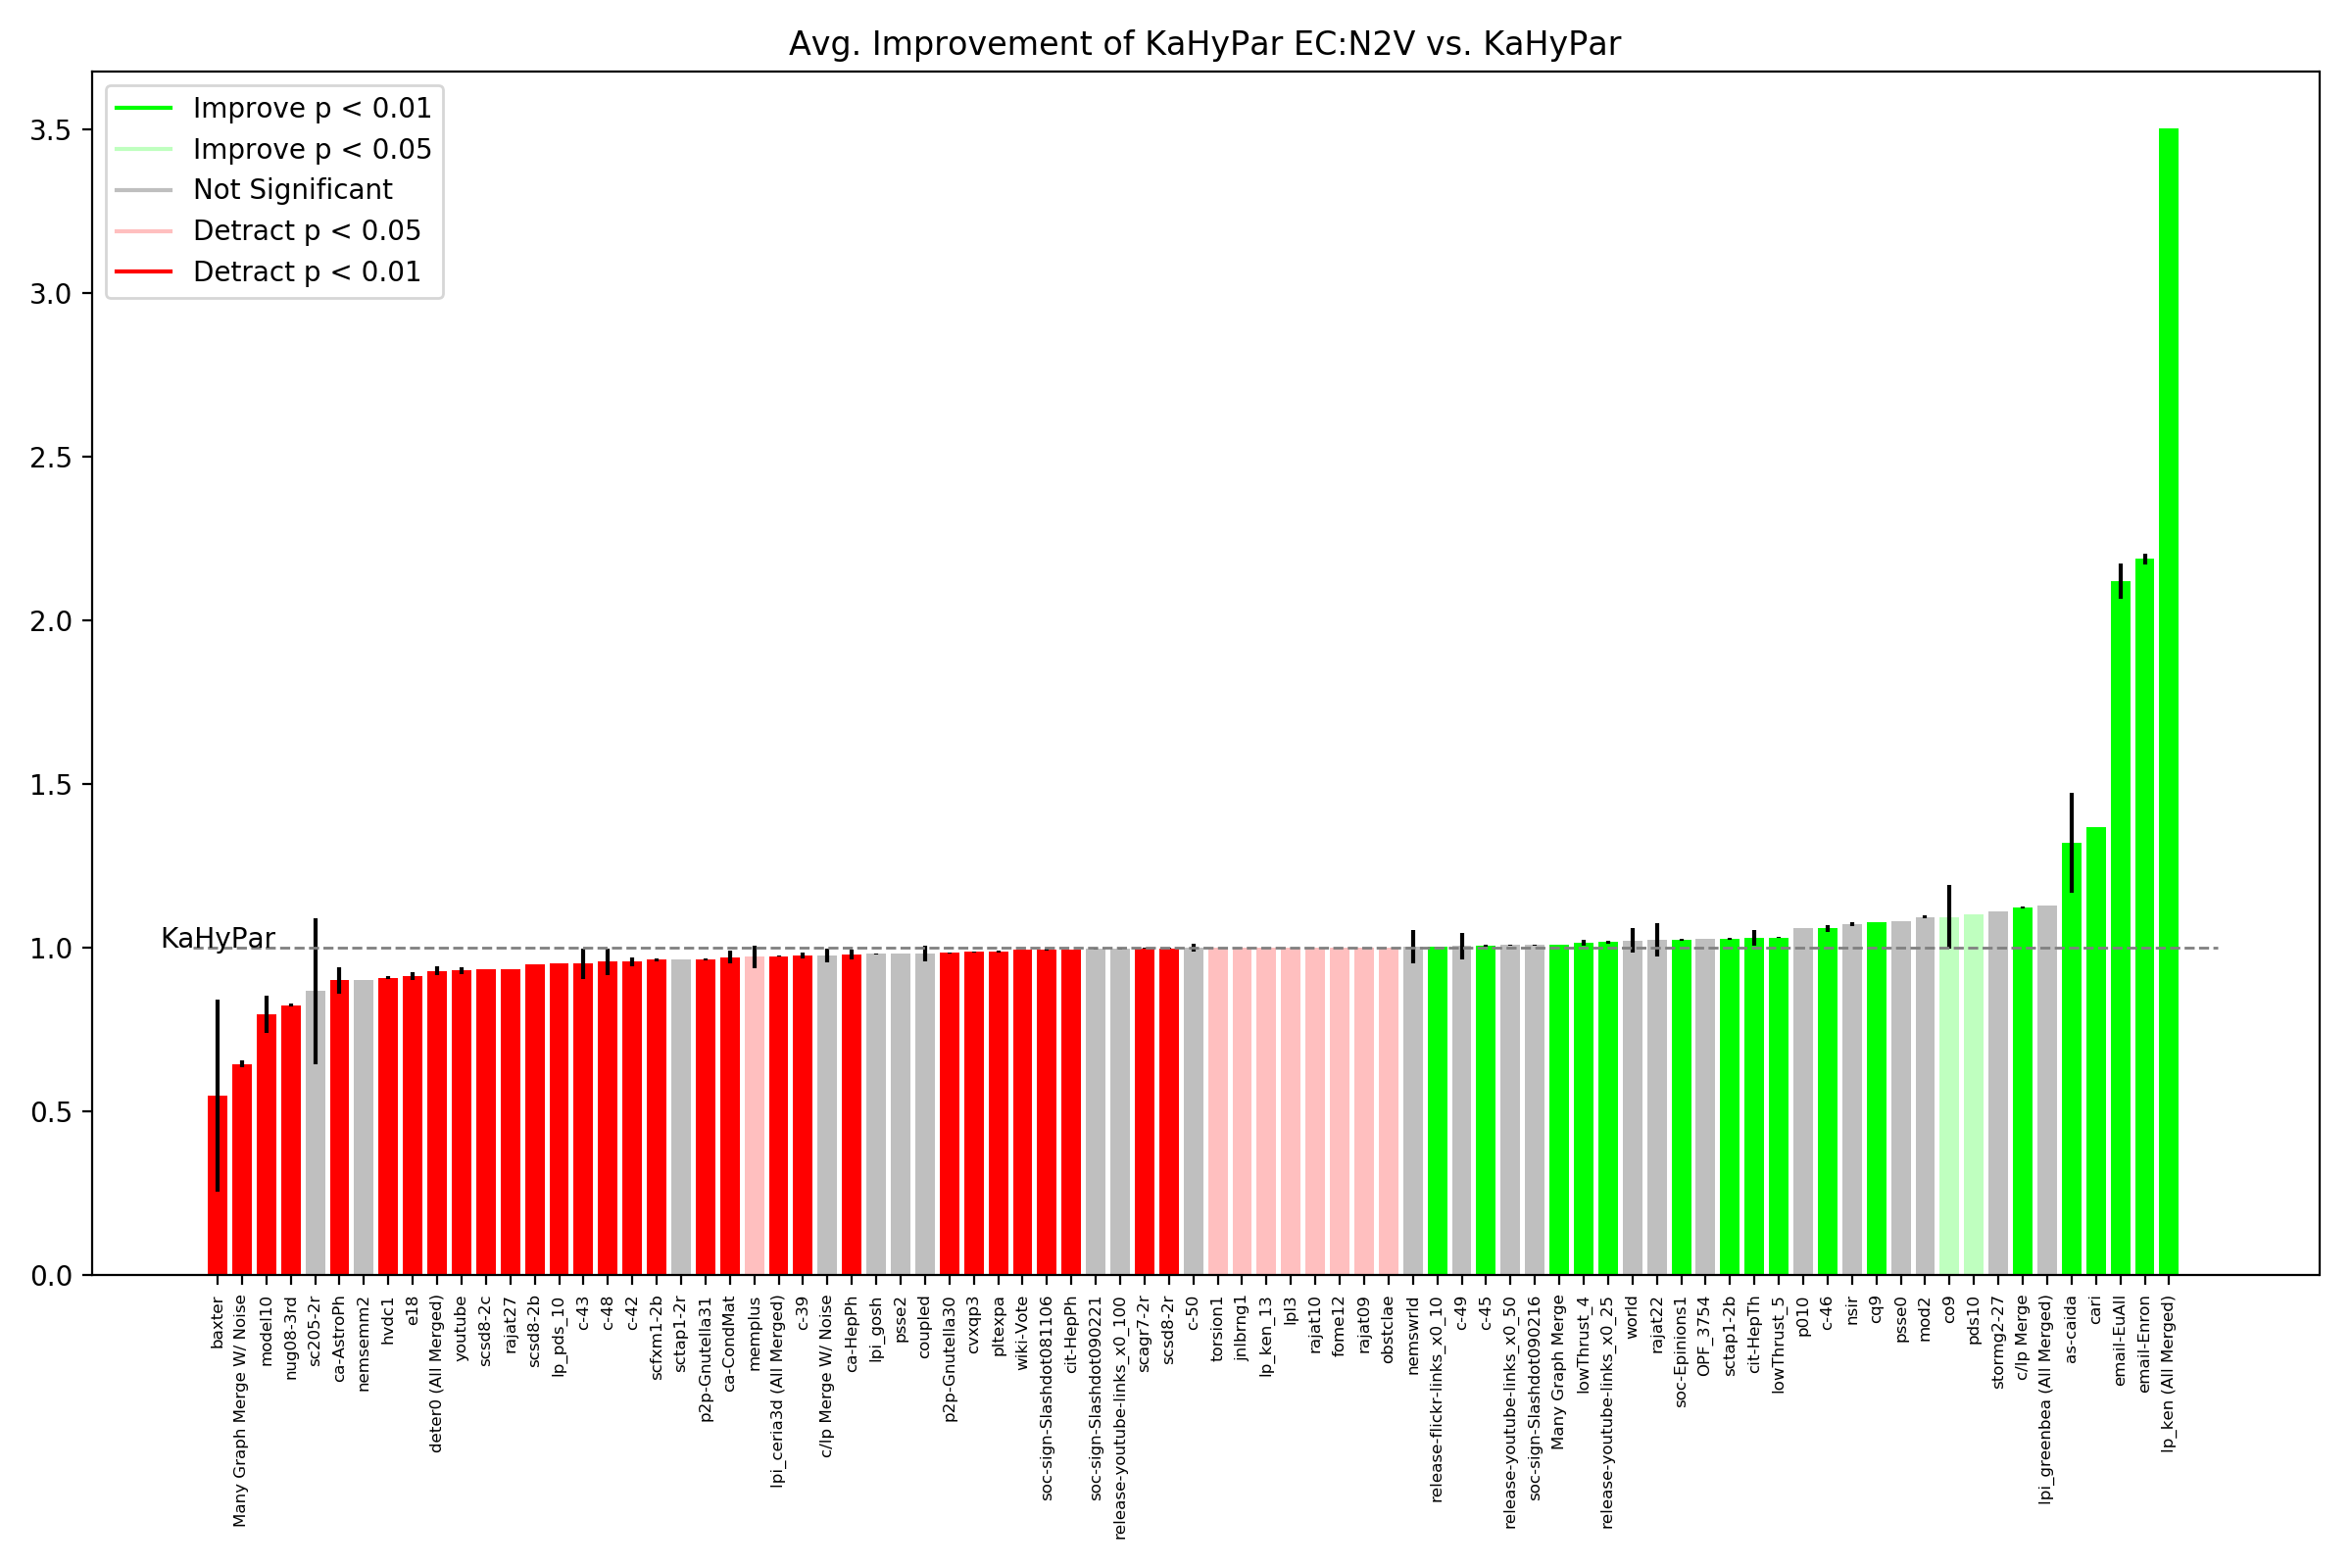 Avg. Improvement of KaHyPar EC:N2V vs. KaHyPar
Improve p < 0.01
Improve p < 0.05
Not Significant
Detract p < 0.05
Detract p < 0.01
3.5
3.0
2.5
2.0
1.5
1.0
0.5
0.0
KaHyPar
baxter
Many Graph Merge W/ Noise
model10
nug08-3rd
sc205-2r
ca-AstroPh
nemsemm2
hvdc1
e18
deter0 (All Merged)
youtube
scsd8-2c
rajat27
scsd8-2b
lp_pds_10
c-43
c-48
c-42
scfxm1-2b
sctap1-2r
p2p-Gnutella31
ca-CondMat
memplus
lpi_ceria3d (All Merged)
c-39
c/lp Merge W/ Noise
ca-HepPh
lpi_gosh
psse2
coupled
p2p-Gnutella30
cvxqp3
pltexpa
wiki-Vote
soc-sign-Slashdot081106
cit-HepPh
soc-sign-Slashdot090221
release-youtube-links_x0_100
scagr7-2r
scsd8-2r
c-50
torsion1
jnlbrng1
lp_ken_13
lpl3
rajat10
fome12
rajat09
obstclae
nemswrld
release-flickr-links_x0_10
c-49
c-45
release-youtube-links_x0_50
soc-sign-Slashdot090216
Many Graph Merge
lowThrust_4
release-youtube-links_x0_25
world
rajat22
soc-Epinions1
OPF_3754
sctap1-2b
cit-HepTh
lowThrust_5
p010
c-46
nsir
cq9
psse0
mod2
co9
pds10
stormg2-27
c/lp Merge
lpi_greenbea (All Merged)
as-caida
cari
email-EuAll
email-Enron
lp_ken (All Merged)